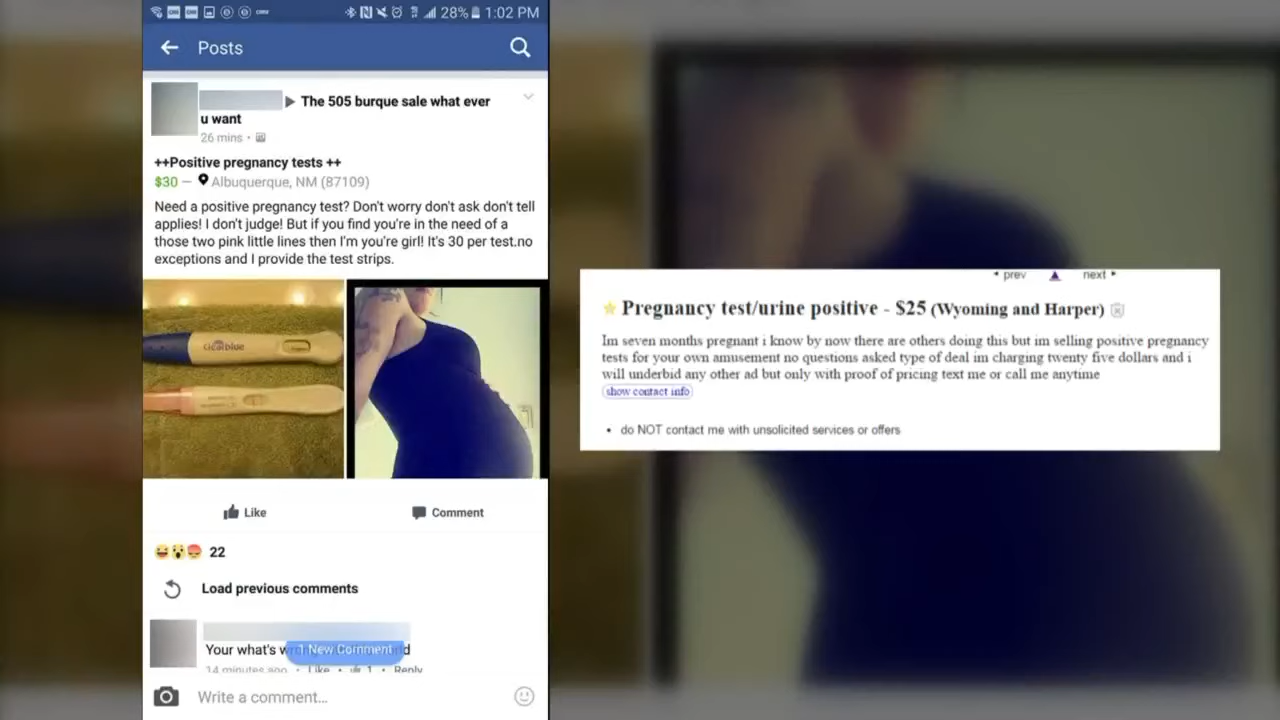 28% 1:02 PM
Posts
The 505 burque sale what ever
u want
26 mins
++Positive pregnancy tests ++
$30 — Albuquerque, NM (87109)
Need a positive pregnancy test? Don't worry don't ask don't tell
applies! I don't judge! But if you find you're in the need of a
those two pink little lines then I'm you're girl! It's 30 per test.no
exceptions and I provide the test strips.
clearblue
Like Comment
22
Load previous comments
Your what's
1 New Comment
14 minutes ago · Like · 1 · Reply
Write a comment...
prev next
Pregnancy test/urine positive - $25 (Wyoming and Harper)
Im seven months pregnant i know by now there are others doing this but im selling positive pregnancy
tests for your own amusement no questions asked type of deal im charging twenty five dollars and i
will underbid any other ad but only with proof of pricing text me or call me anytime
show contact info
• do NOT contact me with unsolicited services or offers